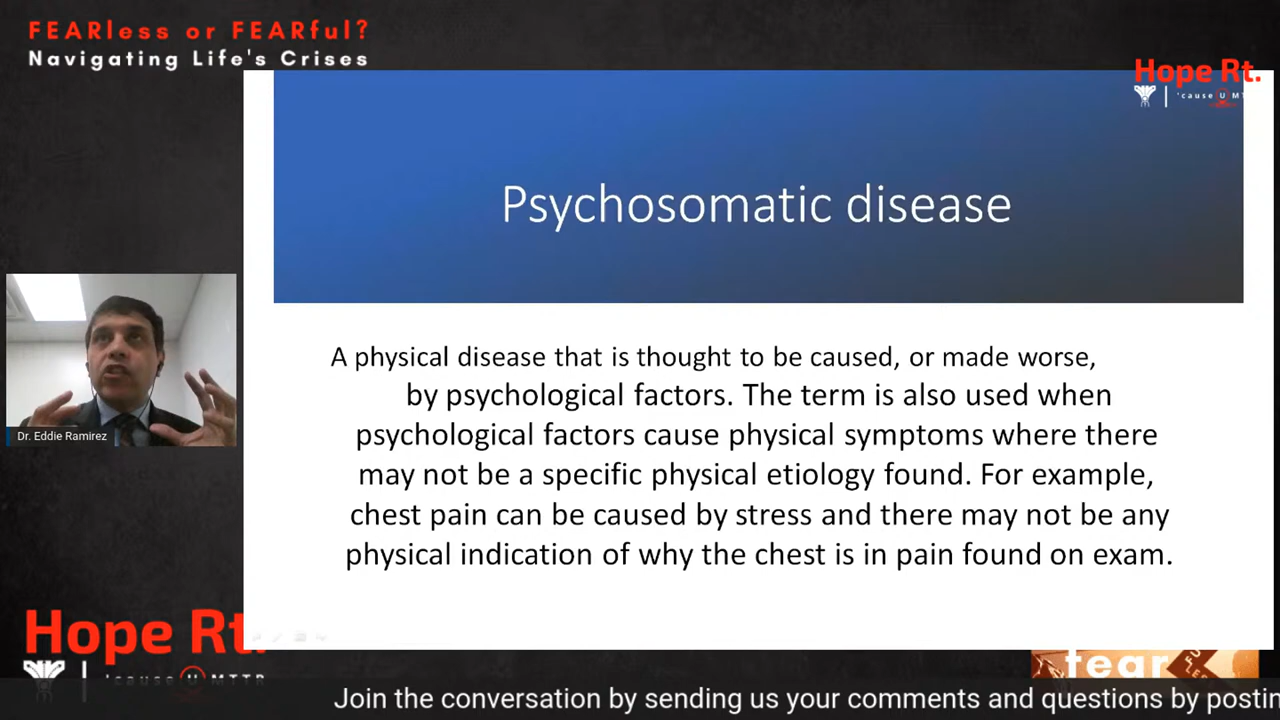 FEARless or FEARful?
Navigating Life's Crises
Hope Rt.
'cause U MT
Psychosomatic disease
A physical disease that is thought to be caused, or made worse,
by psychological factors. The term is also used when
psychological factors cause physical symptoms where there
may not be a specific physical etiology found. For example,
chest pain can be caused by stress and there may not be any
physical indication of why the chest is in pain found on exam.
Dr. Eddie Ramirez
Hope Rt.
'cause U MTTR
fear
Join the conversation by sending us your comments and questions by postin